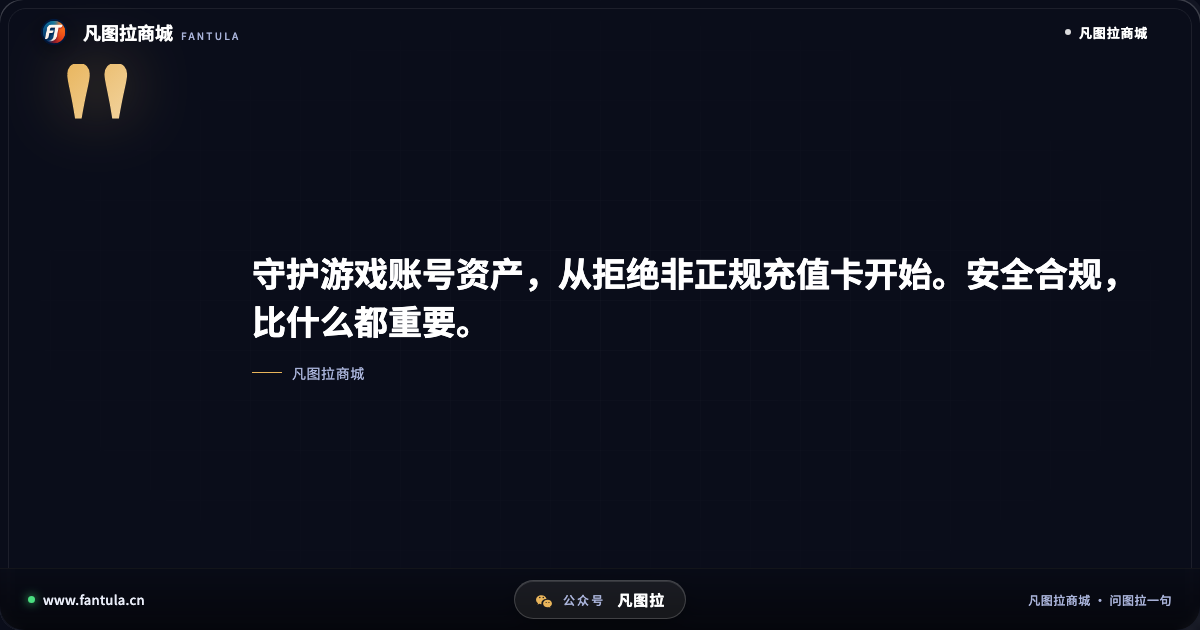 凡图拉商城 FANTULA
凡图拉商城
"
守护游戏账号资产，从拒绝非正规充值卡开始。安全合规，
比什么都重要。
凡图拉商城
www.fantula.cn
公众号 凡图拉
凡图拉商城 · 问图拉一句